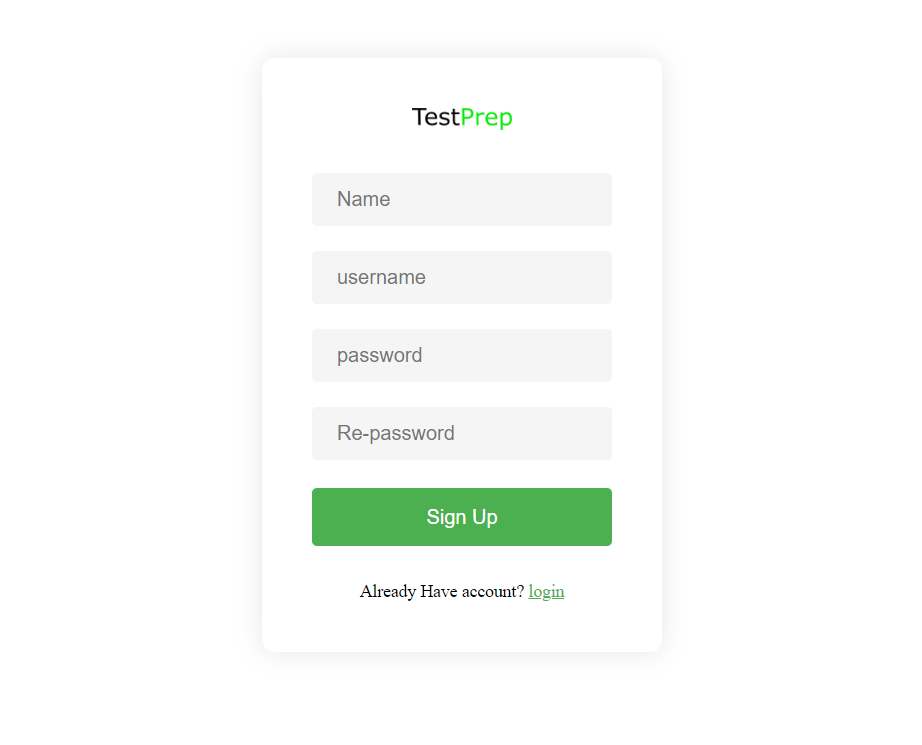 TestPrep
Name
username
password
Re-password
Sign Up
Already Have account? login